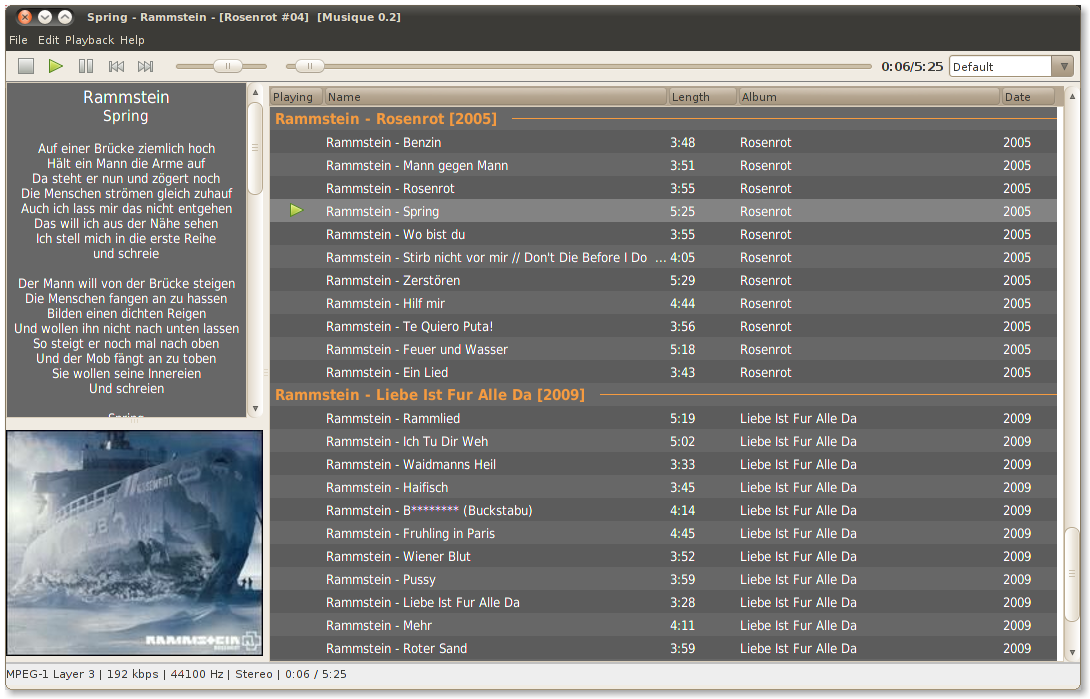 Spring - Rammstein - [Rosenrot #04]  [Musique 0.2]
File Edit Playback Help
0:06/5:25 Default
Rammstein
Spring
Auf einer Brücke ziemlich hoch
Hält ein Mann die Arme auf
Da steht er nun und zögert noch
Die Menschen strömen gleich zuhauf
Auch ich lass mir das nicht entgehen
Das will ich aus der Nähe sehen
Ich stell mich in die erste Reihe
und schreie
Der Mann will von der Brücke steigen
Die Menschen fangen an zu hassen
Bilden einen dichten Reigen
Und wollen ihn nicht nach unten lassen
So steigt er noch mal nach oben
Und der Mob fängt an zu toben
Sie wollen seine Innereien
Und schreien
Spring
ROSENROT
RAMMSTEIN
Playing Name Length Album Date
Rammstein - Rosenrot [2005]
Rammstein - Benzin 3:48 Rosenrot 2005
Rammstein - Mann gegen Mann 3:51 Rosenrot 2005
Rammstein - Rosenrot 3:55 Rosenrot 2005
Rammstein - Spring 5:25 Rosenrot 2005
Rammstein - Wo bist du 3:55 Rosenrot 2005
Rammstein - Stirb nicht vor mir // Don't Die Before I Do ... 4:05 Rosenrot 2005
Rammstein - Zerstören 5:29 Rosenrot 2005
Rammstein - Hilf mir 4:44 Rosenrot 2005
Rammstein - Te Quiero Puta! 3:56 Rosenrot 2005
Rammstein - Feuer und Wasser 5:18 Rosenrot 2005
Rammstein - Ein Lied 3:43 Rosenrot 2005
Rammstein - Liebe Ist Fur Alle Da [2009]
Rammstein - Rammlied 5:19 Liebe Ist Fur Alle Da 2009
Rammstein - Ich Tu Dir Weh 5:02 Liebe Ist Fur Alle Da 2009
Rammstein - Waidmanns Heil 3:33 Liebe Ist Fur Alle Da 2009
Rammstein - Haifisch 3:45 Liebe Ist Fur Alle Da 2009
Rammstein - B******** (Buckstabu) 4:14 Liebe Ist Fur Alle Da 2009
Rammstein - Fruhling in Paris 4:45 Liebe Ist Fur Alle Da 2009
Rammstein - Wiener Blut 3:52 Liebe Ist Fur Alle Da 2009
Rammstein - Pussy 3:59 Liebe Ist Fur Alle Da 2009
Rammstein - Liebe Ist Fur Alle Da 3:28 Liebe Ist Fur Alle Da 2009
Rammstein - Mehr 4:11 Liebe Ist Fur Alle Da 2009
Rammstein - Roter Sand 3:59 Liebe Ist Fur Alle Da 2009
MPEG-1 Layer 3 | 192 kbps | 44100 Hz | Stereo | 0:06 / 5:25